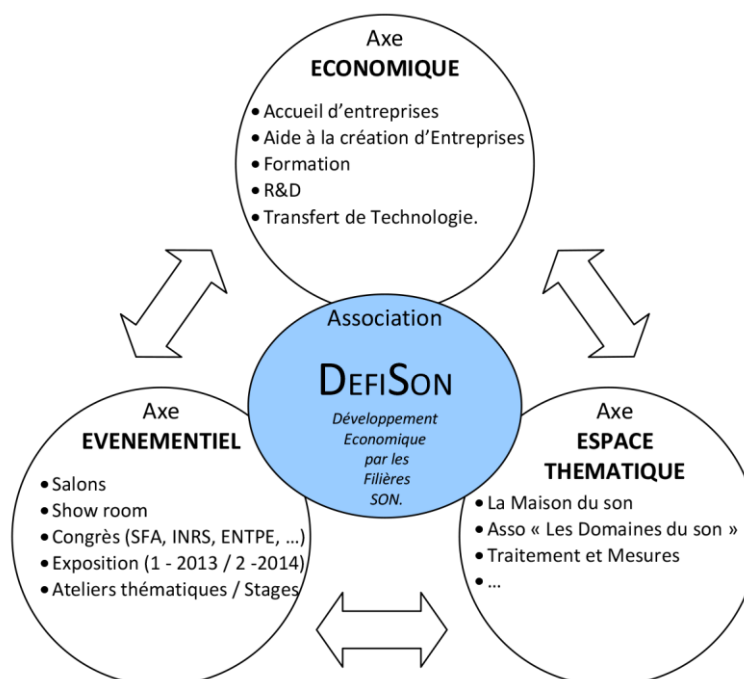 Axe
ECONOMIQUE
• Accueil d’entreprises
• Aide à la création d’Entreprises
• Formation
• R&D
• Transfert de Technologie.
Association
DEFISON
Développement
Economique
par les
Filières
SON.
Axe
EVENEMENTIEL
• Salons
• Show room
• Congrès (SFA, INRS, ENTPE, ...)
• Exposition (1 - 2013 / 2 -2014)
• Ateliers thématiques / Stages
Axe
ESPACE
THEMATIQUE
• La Maison du son
• Asso « Les Domaines du son »
• Traitement et Mesures
• ...